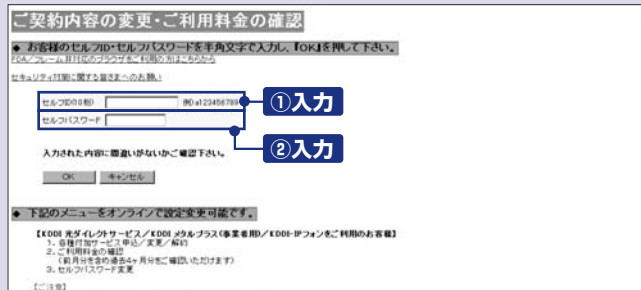 ご契約内容の変更･ご利用料金の確認
◆ お客様のセルフID･セルフパスワードを半角文字で入力し、『OK』を押して下さい。
PDA／フレーム非対応のブラウザをご利用の方はこちらから
セキュリティ対策に関する皆さまへのお願い
セルフID(10桁) 例)a123456789 ①入力
セルフパスワード
②入力
入力された内容に間違いがないかご確認下さい。
OK キャンセル
◆ 下記のメニューをオンラインで設定変更可能です。
【KDDI 光ダイレクトサービス／KDDI メタルプラス(事業者用)／KDDI-IPフォンをご利用のお客様】
1. 各種付加サービス申込／変更／解約
2. ご利用料金の確認
(前月分を含め過去4ヶ月分をご確認いただけます)
3. セルフパスワード変更
【ご注意】